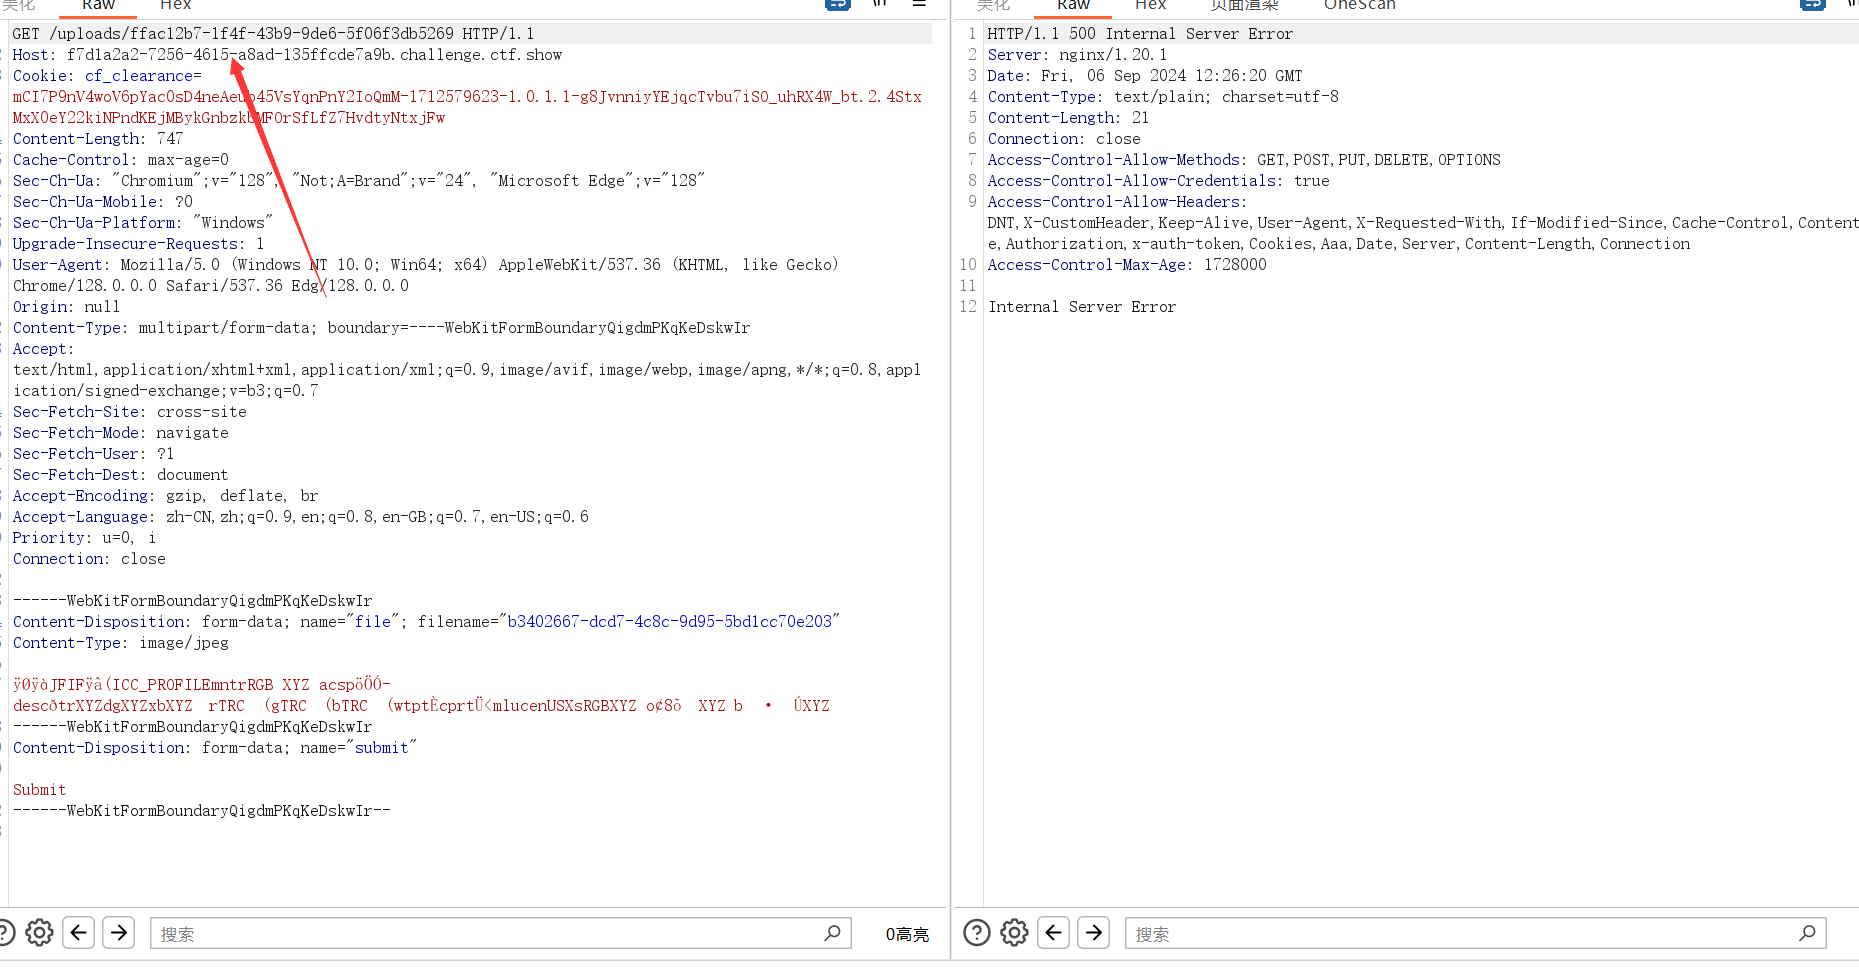 美化 Raw Hex \n
GET /uploads/ffac12b7-1f4f-43b9-9de6-5f06f3db5269 HTTP/1.1
Host: f7d1a2a2-7256-4615-a8ad-135ffcde7a9b.challenge.ctf.show
Cookie: cf_clearance=
MxX0eY22kiNPndKEjMBykGnbzkbMF0rSfLfZ7HvdtyNtxjFw
Content-Length: 747
Cache-Control: max-age=0
Sec-Ch-Ua: "Chromium";v="128", "Not;A=Brand";v="24", "Microsoft Edge";v="128"
Sec-Ch-Ua-Mobile: ?0
Sec-Ch-Ua-Platform: "Windows"
Upgrade-Insecure-Requests: 1
User-Agent: Mozilla/5.0 (Windows NT 10.0; Win64; x64) AppleWebKit/537.36 (KHTML, like Gecko)
Chrome/128.0.0.0 Safari/537.36 Edg/128.0.0.0
Origin: null
Content-Type: multipart/form-data; boundary=----WebKitFormBoundaryQigdmPKqKeDskwIr
Accept:
text/html,application/xhtml+xml,application/xml;q=0.9,image/avif,image/webp,image/apng,*/*;q=0.8,appl
ication/signed-exchange;v=b3;q=0.7
Sec-Fetch-Site: cross-site
Sec-Fetch-Mode: navigate
Sec-Fetch-User: ?1
Sec-Fetch-Dest: document
Accept-Encoding: gzip, deflate, br
Accept-Language: zh-CN,zh;q=0.9,en;q=0.8,en-GB;q=0.7,en-US;q=0.6
Priority: u=0, i
Connection: close
------WebKitFormBoundaryQigdmPKqKeDskwIr
Content-Disposition: form-data; name="file"; filename="b3402667-dcd7-4c8c-9d95-5bd1cc70e203"
Content-Type: image/jpeg
ÿØÿàJFIFÿâ(ICC_PROFILEmntrRGB XYZ acspöÖÓ-
descðtrXYZdgXYZxbXYZ rTRC (gTRC (bTRC (wtptÈcprtÜ<mlucenUSXsRGBXYZ o¢8õ XYZ b • ÚXYZ
------WebKitFormBoundaryQigdmPKqKeDskwIr
Content-Disposition: form-data; name="submit"
Submit
------WebKitFormBoundaryQigdmPKqKeDskwIr--
搜索
0高亮
美化 Raw Hex 页面渲染 OneScan
1 HTTP/1.1 500 Internal Server Error
2 Server: nginx/1.20.1
3 Date: Fri, 06 Sep 2024 12:26:20 GMT
4 Content-Type: text/plain; charset=utf-8
5 Content-Length: 21
6 Connection: close
7 Access-Control-Allow-Methods: GET,POST,PUT,DELETE,OPTIONS
8 Access-Control-Allow-Credentials: true
9 Access-Control-Allow-Headers:
DNT,X-CustomHeader,Keep-Alive,User-Agent,X-Requested-With,If-Modified-Since,Cache-Control,Content
e,Authorization,x-auth-token,Cookies,Aaa,Date,Server,Content-Length,Connection
10 Access-Control-Max-Age: 1728000
11
12 Internal Server Error
搜索